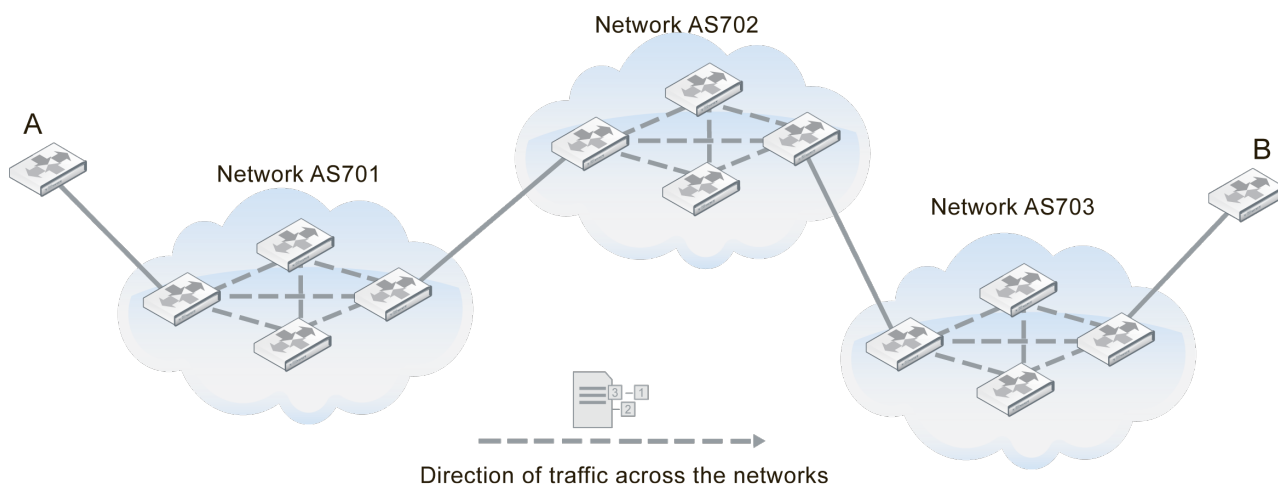 Network AS702
A
Network AS701
B
Network AS703
3
1
2
Direction of traffic across the networks